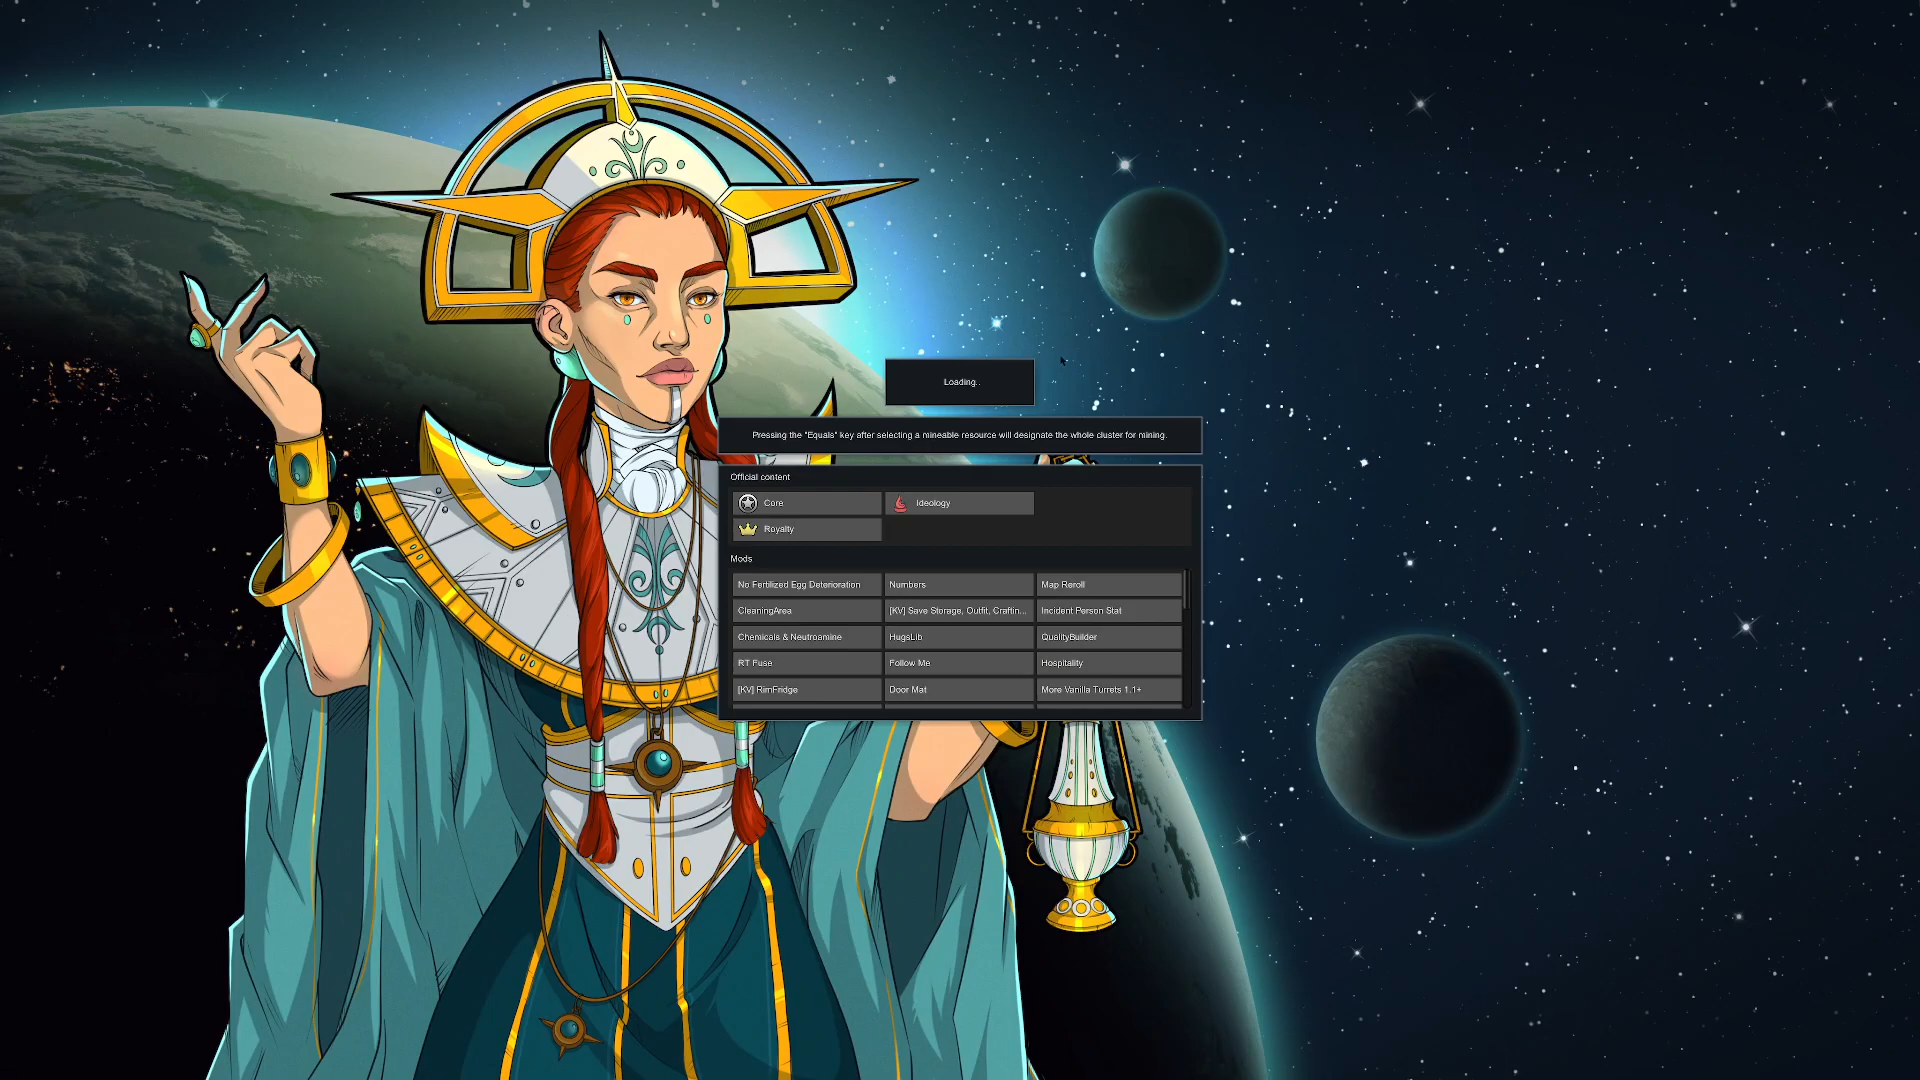 Loading..
Pressing the "Equals" key after selecting a mineable resource will designate the whole cluster for mining.
Official content
Core
Ideology
Royalty
Mods
No Fertilized Egg Deterioration
Numbers
Map Reroll
CleaningArea
[KV] Save Storage, Outfit, Craftin...
Incident Person Stat
Chemicals & Neutroamine
HugsLib
QualityBuilder
RT Fuse
Follow Me
Hospitality
[KV] RimFridge
Door Mat
More Vanilla Turrets 1.1+